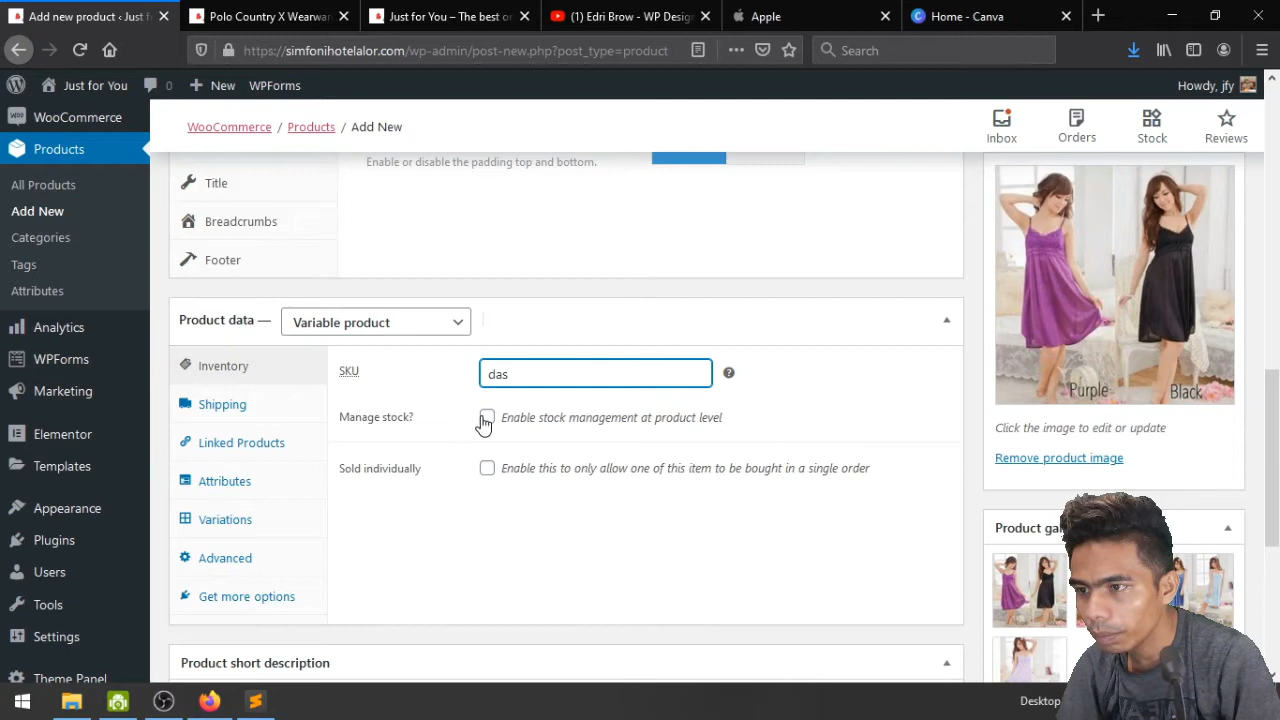 Add new product ‹ Just f
Polo Country X Wearwar
Just for You – The best or
(1) Edri Brow - WP Design
Apple
Home - Canva
https://simfonihotelalor.com/wp-admin/post-new.php?post_type=product
Search
Just for You
0
New
WPForms
Howdy, jfy
WooCommerce
Products
All Products
Add New
Categories
Tags
Attributes
Analytics
WPForms
Marketing
Elementor
Templates
Appearance
Plugins
Users
Tools
Settings
Theme Panel
WooCommerce / Products / Add New
Inbox
Orders
Stock
Reviews
Enable or disable the padding top and bottom.
Title
Breadcrumbs
Footer
Product data —
Variable product
Inventory
Shipping
Linked Products
Attributes
Variations
Advanced
Get more options
SKU
das
Manage stock?
Enable stock management at product level
Sold individually
Enable this to only allow one of this item to be bought in a single order
Product short description
Purple
Black
Click the image to edit or update
Remove product image
Product ga
Desktop